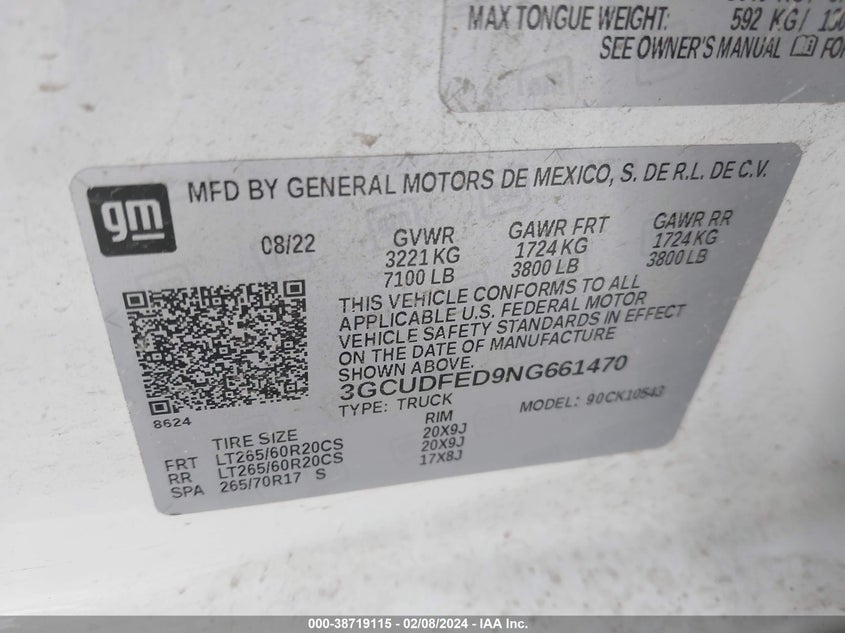 MAX TONGUE WEIGHT: 592 KG/
SEE OWNER'S MANUAL FOR
gm
MFD BY GENERAL MOTORS DE MEXICO, S. DE R.L. DE C.V.
08/22 GVWR GAWR FRT GAWR RR
3221 KG 1724 KG 1724 KG
7100 LB 3800 LB 3800 LB
THIS VEHICLE CONFORMS TO ALL
APPLICABLE U.S. FEDERAL MOTOR
VEHICLE SAFETY STANDARDS IN EFFECT
ON THE DATE OF MANUFACTURE
SHOWN ABOVE.
3GCUDFED9NG661470
8624
TYPE: TRUCK MODEL: 90CK10543
TIRE SIZE RIM
FRT LT265/60R20CS 20X9J
RR LT265/60R20CS 20X9J
SPA 265/70R17 S 17X8J
000-38719115 - 02/08/2024 - IAA Inc.